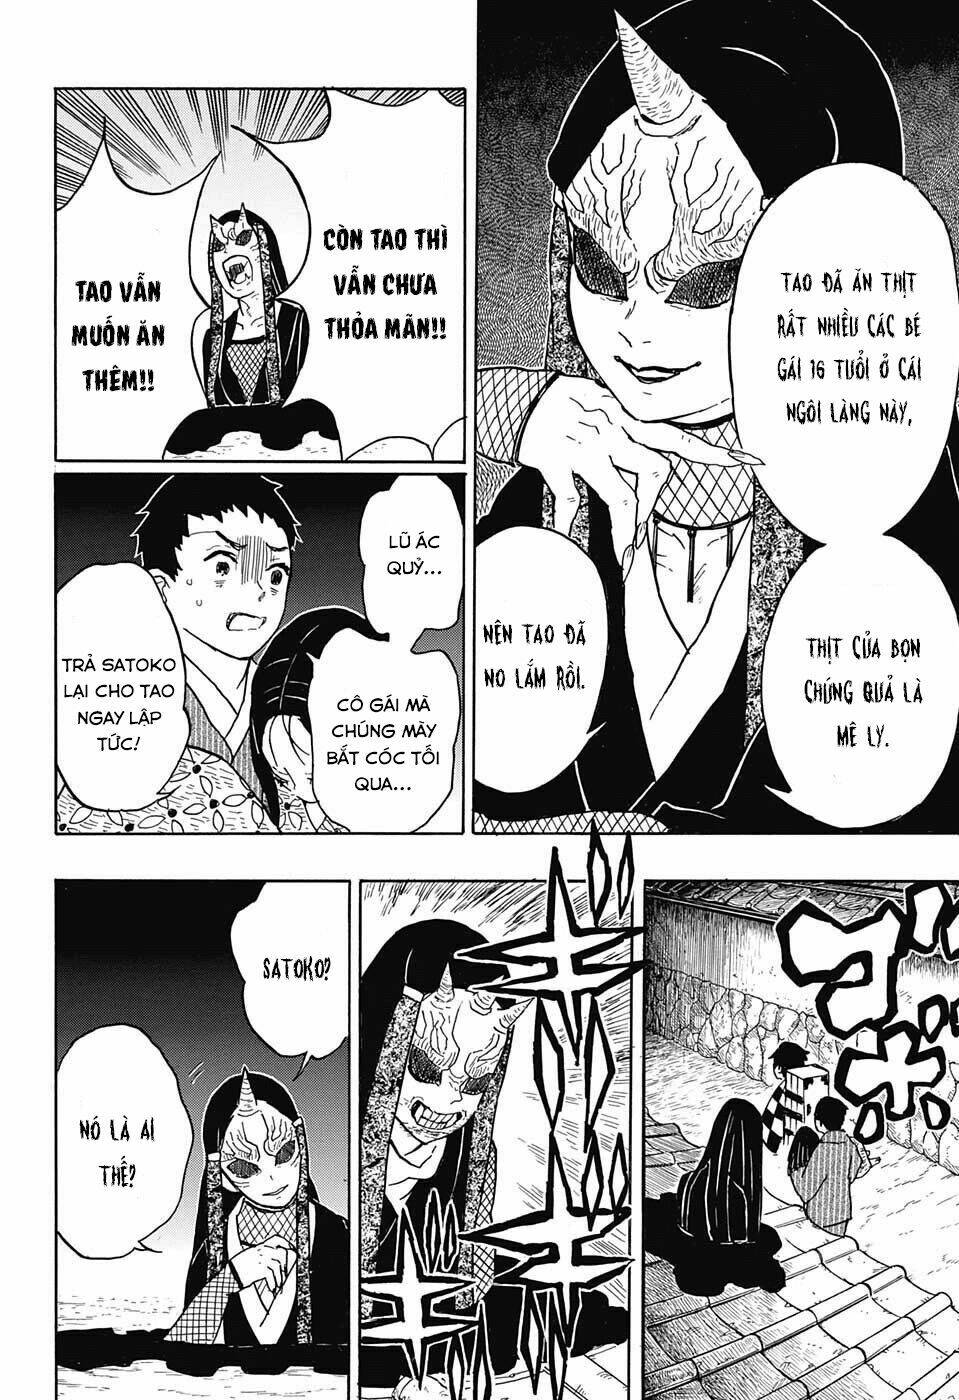 TAO ĐÃ ĂN THỊT
RẤT NHIỀU CÁC BÉ
GÁI 16 TUỔI Ở CÁI
NGÔI LÀNG NÀY,
THỊT CỦA BỌN
CHÚNG QUẢ LÀ
MÊ LY.
NÊN TAO ĐÃ
NO LẮM RỒI.
CÒN TAO THÌ
VẪN CHƯA
THỎA MÃN!!
TAO VẪN
MUỐN ĂN
THÊM!!
LŨ ÁC
QUỶ...
CÔ GÁI MÀ
CHÚNG MÀY
BẮT CÓC TỐI
QUA...
TRẢ SATOKO
LẠI CHO TAO
NGAY LẬP
TỨC!
SATOKO?
NÓ LÀ AI
THẾ?